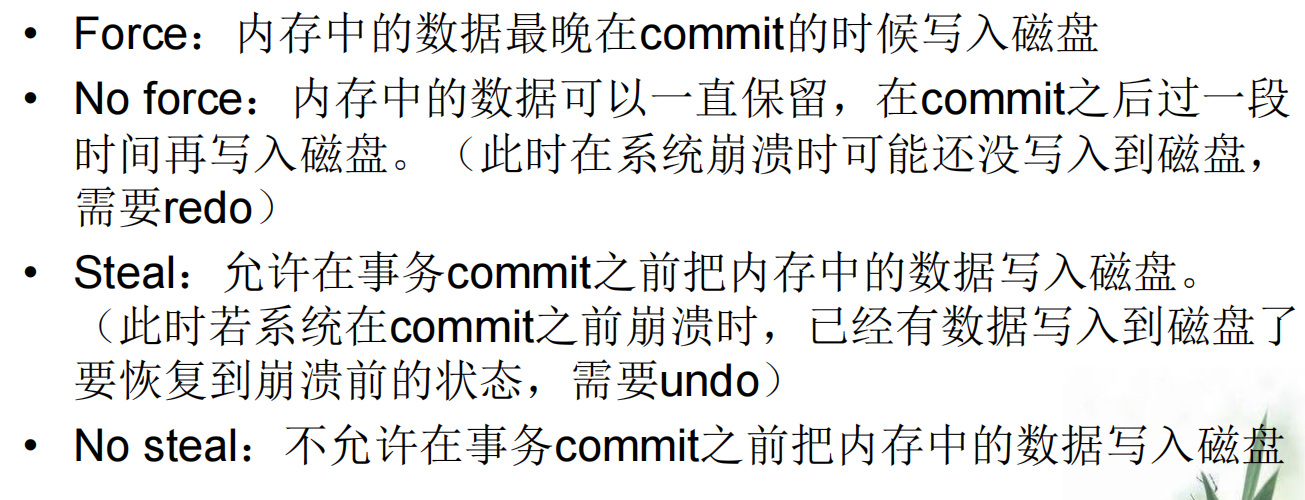 • Force：内存中的数据最晚在commit的时候写入磁盘
• No force：内存中的数据可以一直保留，在commit之后过一段
时间再写入磁盘。（此时在系统崩溃时可能还没写入到磁盘，
需要redo）
• Steal：允许在事务commit之前把内存中的数据写入磁盘。
（此时若系统在commit之前崩溃时，已经有数据写入到磁盘了
要恢复到崩溃前的状态，需要undo）
• No steal：不允许在事务commit之前把内存中的数据写入磁盘